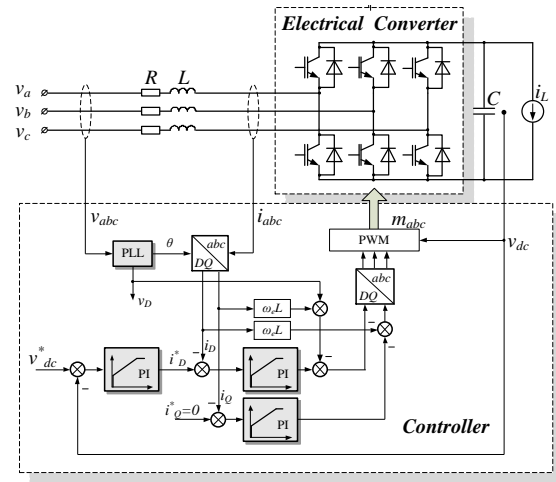 Electrical Converter
R L
v_a
v_b
v_c
C
i_L
v_abc
i_abc
m_abc
v_dc
PWM
PLL
θ
abc
DQ
abc
DQ
v_D
ω_eL
ω_eL
i_D
v*_dc
PI
i*_D
PI
i_Q
i*_Q=0
PI
Controller